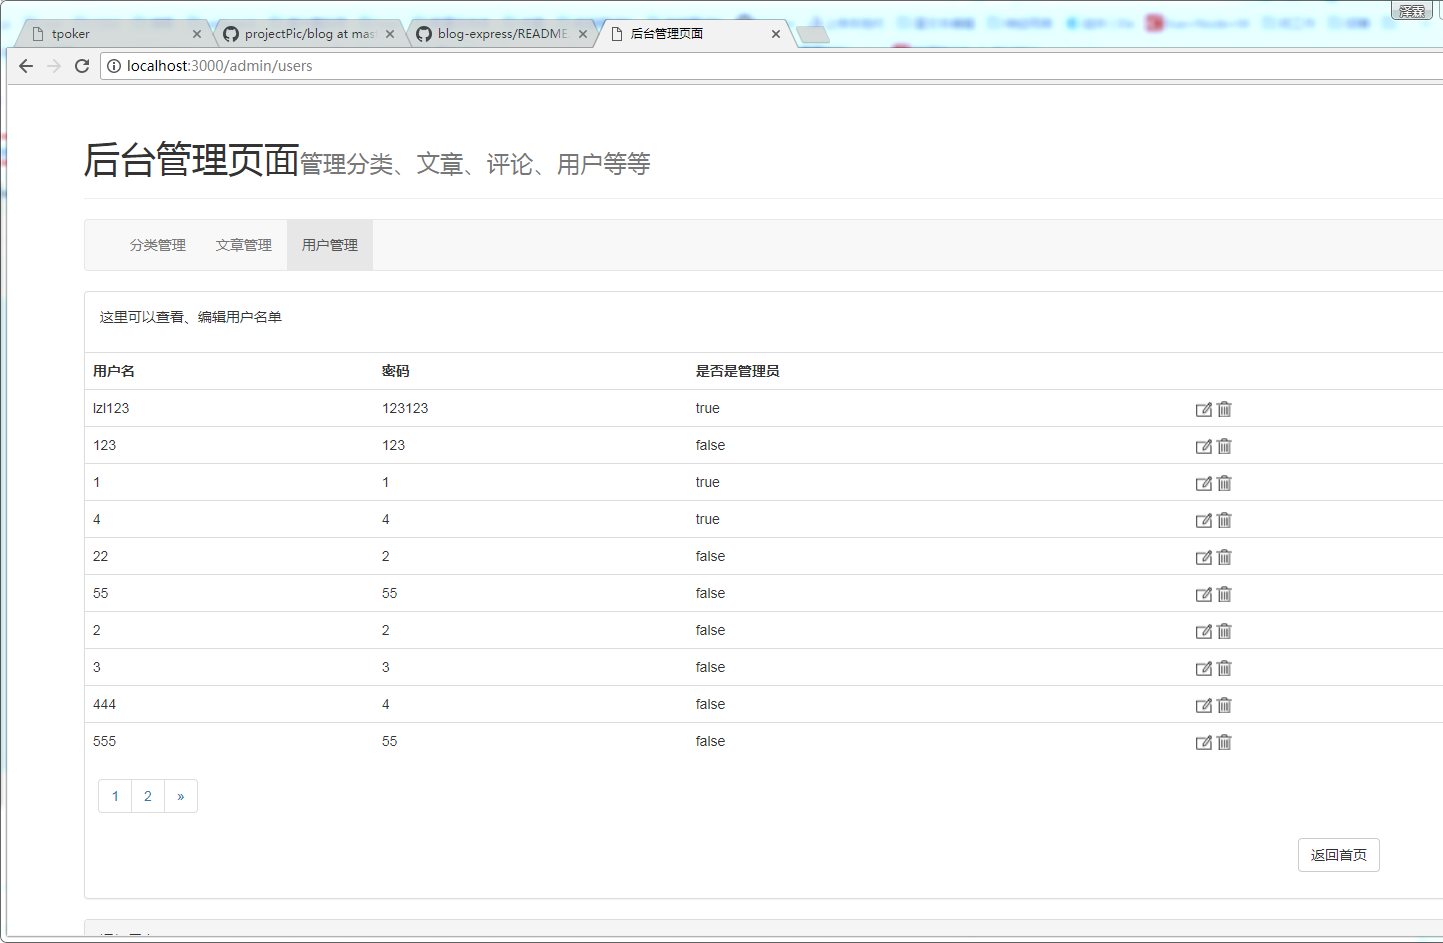 泽霖
tpoker
projectPic/blog at mas
blog-express/README.
后台管理页面
localhost:3000/admin/users
后台管理页面管理分类、文章、评论、用户等等
分类管理 文章管理 用户管理
这里可以查看、编辑用户名单
用户名 密码 是否是管理员
lzl123 123123 true
123 123 false
1 1 true
4 4 true
22 2 false
55 55 false
2 2 false
3 3 false
444 4 false
555 55 false
1 2 »
返回首页